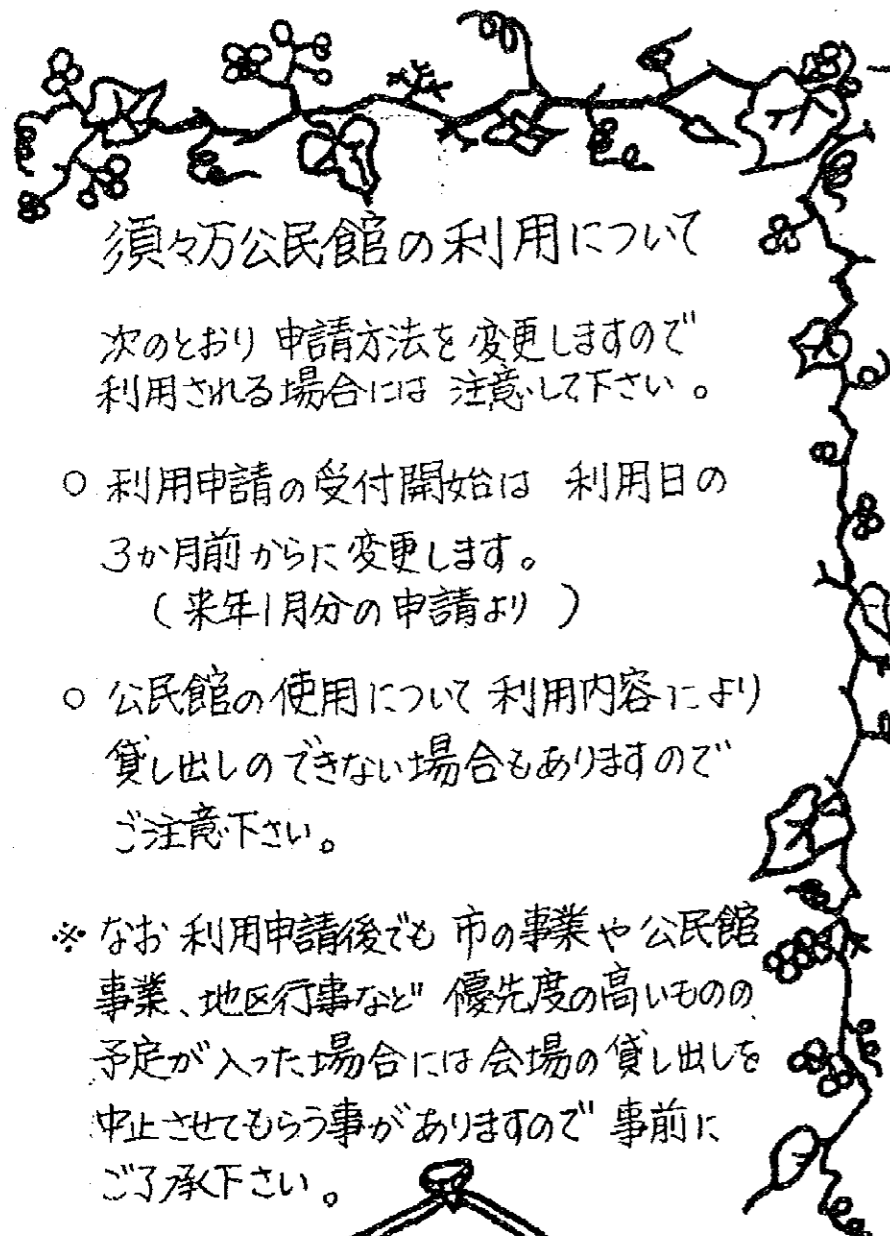 須々万公民館の利用について
次のとおり 申請方法を変更しますので
利用される場合には 注意して下さい。
○ 利用申請の受付開始は 利用日の
3か月前からに変更します。
(来年1月分の申請より )
○ 公民館の使用について 利用内容により
貸し出しのできない場合もありますので
ご注意下さい。
※ なお 利用申請後でも 市の事業や公民館
事業、地区行事など 優先度の高いものの
予定が入った場合には会場の貸し出しを
中止させてもらう事がありますので 事前に
ご了承下さい。